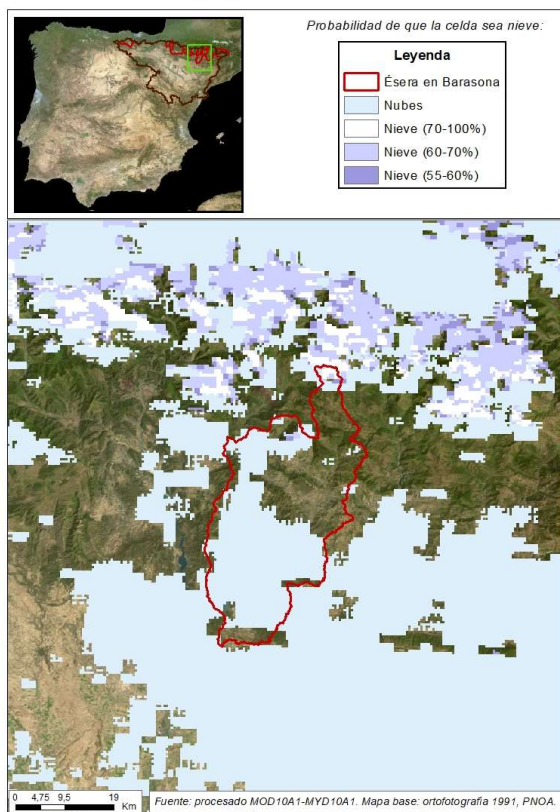 Probabilidad de que la celda sea nieve:
Leyenda
Ésera en Barasona
Nubes
Nieve (70-100%)
Nieve (60-70%)
Nieve (55-60%)
0 4,75 9,5 19
Km
Fuente: procesado MOD10A1-MYD10A1. Mapa base: ortofotografía 1991, PNOA